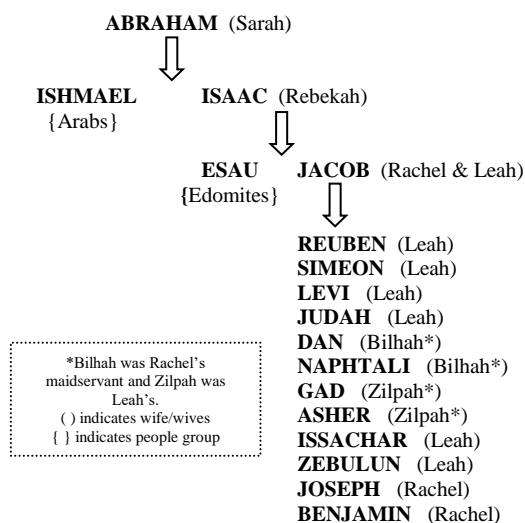 ABRAHAM (Sarah)
ISHMAEL ISAAC (Rebekah)
{Arabs}
ESAU JACOB (Rachel & Leah)
{Edomites}
REUBEN (Leah)
SIMEON (Leah)
LEVI (Leah)
JUDAH (Leah)
DAN (Bilhah*)
NAPHTALI (Bilhah*)
GAD (Zilpah*)
ASHER (Zilpah*)
ISSACHAR (Leah)
ZEBULUN (Leah)
JOSEPH (Rachel)
BENJAMIN (Rachel)
*Bilhah was Rachel's
maidservant and Zilpah was
Leah's.
( ) indicates wife/wives
{ } indicates people group